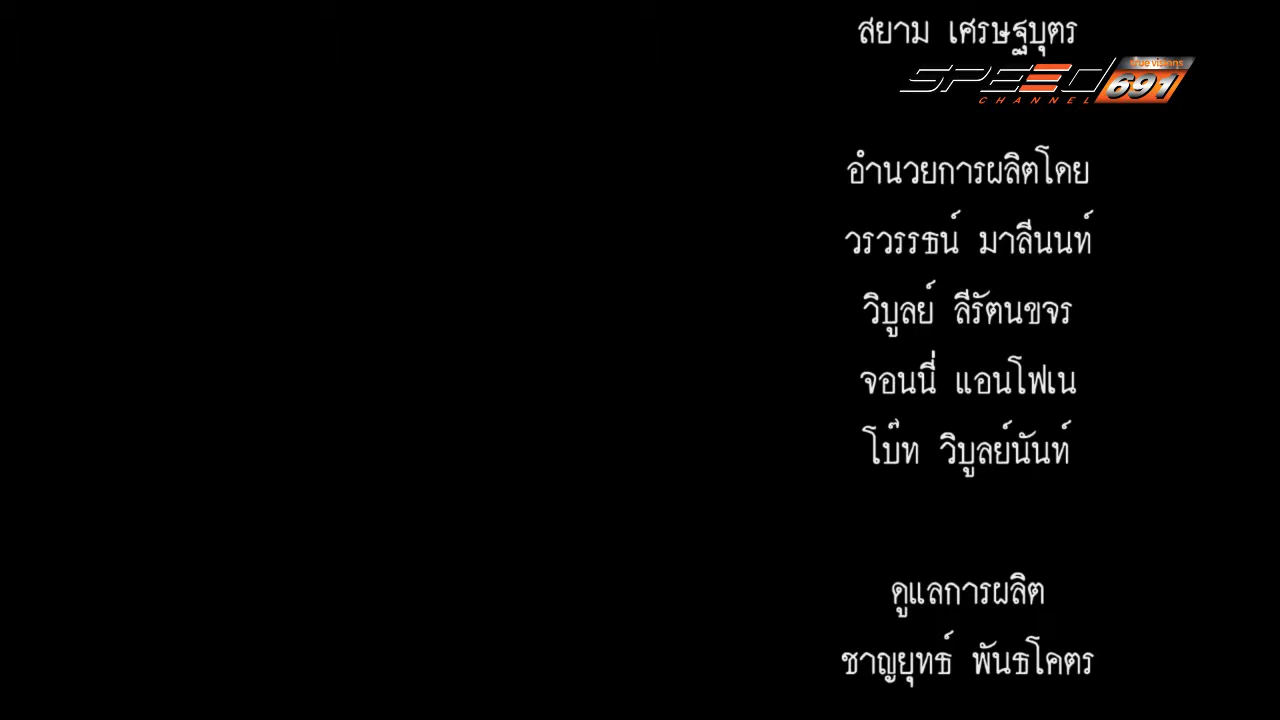 สยาม เศรษฐบุตร
true visions
SPEED 691
CHANNEL
อำนวยการผลิตโดย
วรวรรธน์ มาลีนนท์
วิบูลย์ ลีรัตนขจร
จอนนี่ แอนโฟเน
โบ๊ท วิบูลย์นันท์
ดูแลการผลิต
ชาญยุทธ์ พันธโคตร